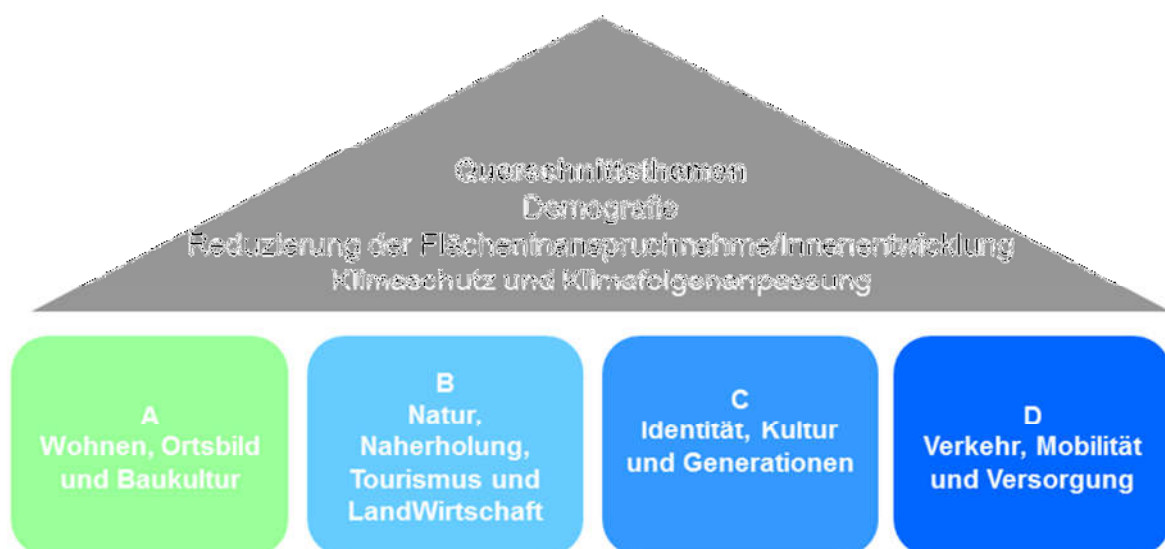 Querschnittsthemen
Demografie
Reduzierung der Flächeninanspruchnahme/Innenentwicklung
Klimaschutz und Klimafolgenanpassung
A
Wohnen, Ortsbild
und Baukultur
B
Natur,
Naherholung,
Tourismus und
LandWirtschaft
C
Identität, Kultur
und Generationen
D
Verkehr, Mobilität
und Versorgung